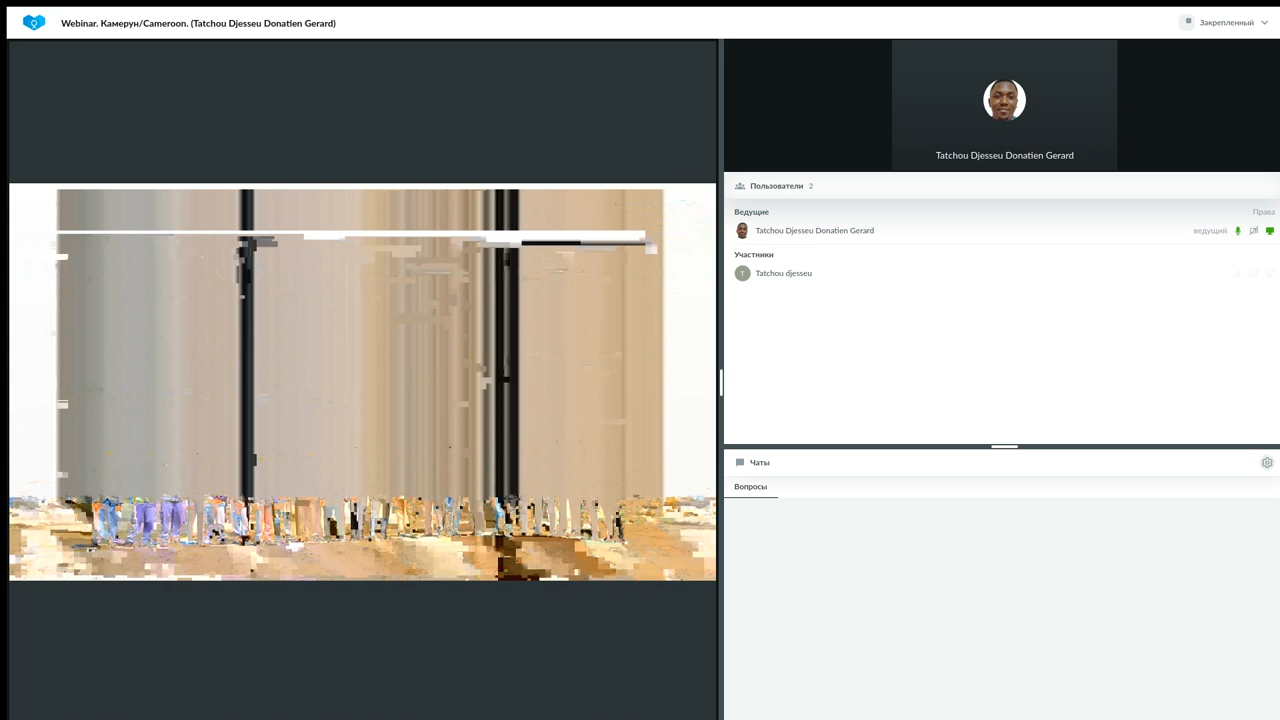 Webinar. Камерун/Cameroon. (Tatchou Djesseu Donatien Gerard)
Закрепленный
Tatchou Djesseu Donatien Gerard
Пользователи 2
Ведущие Права
Tatchou Djesseu Donatien Gerard ведущий
Участники
T Tatchou djesseu
Чаты
Вопросы